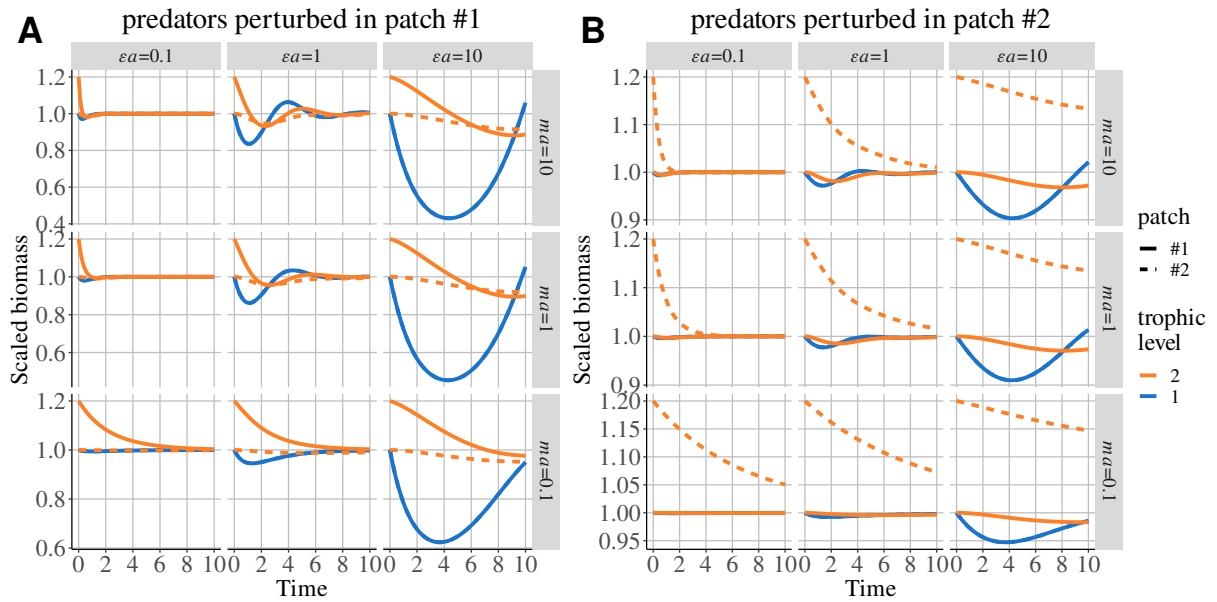 A predators perturbed in patch #1
εa=0.1 εa=1 εa=10
Scaled biomass
1.2
1.0
0.8
0.6
0.4
ma=10
1.2
1.0
0.8
0.6
ma=1
1.2
1.0
0.8
0.6
ma=0.1
0 2 4 6 8 10 0 2 4 6 8 10 0 2 4 6 8 10
Time
B predators perturbed in patch #2
εa=0.1 εa=1 εa=10
Scaled biomass
1.2
1.1
1.0
0.9
ma=10
1.2
1.1
1.0
0.9
ma=1
1.20
1.15
1.10
1.05
1.00
0.95
ma=0.1
0 2 4 6 8 10 0 2 4 6 8 10 0 2 4 6 8 10
Time
patch
#1
#2
trophic
level
2
1